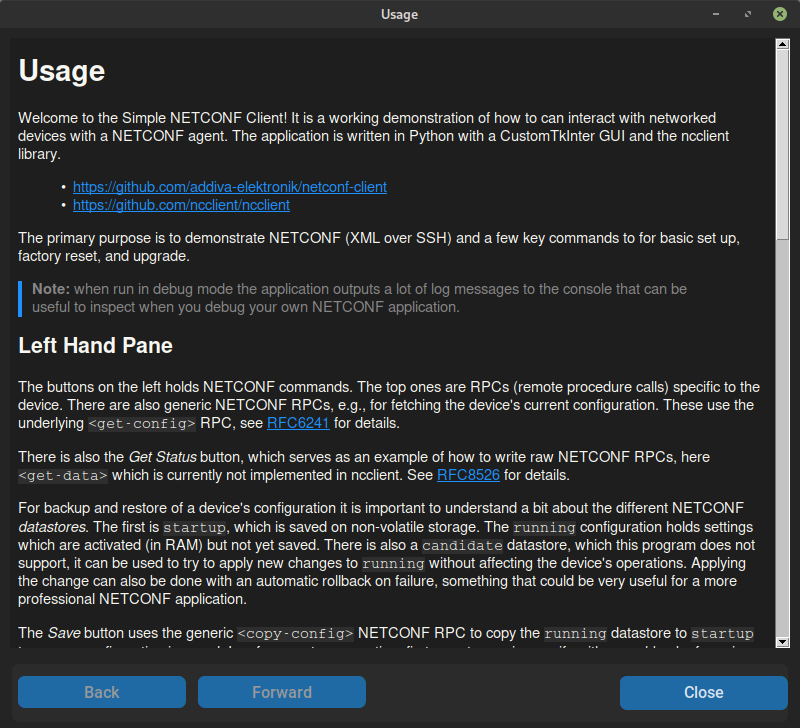 Usage
Usage
Welcome to the Simple NETCONF Client! It is a working demonstration of how to can interact with networked
devices with a NETCONF agent. The application is written in Python with a CustomTkInter GUI and the ncclient
library.
• https://github.com/addiva-elektronik/netconf-client
• https://github.com/ncclient/ncclient
The primary purpose is to demonstrate NETCONF (XML over SSH) and a few key commands to for basic set up,
factory reset, and upgrade.
Note: when run in debug mode the application outputs a lot of log messages to the console that can be
useful to inspect when you debug your own NETCONF application.
Left Hand Pane
The buttons on the left holds NETCONF commands. The top ones are RPCs (remote procedure calls) specific to the
device. There are also generic NETCONF RPCs, e.g., for fetching the device's current configuration. These use the
underlying <get-config> RPC, see RFC6241 for details.
There is also the Get Status button, which serves as an example of how to write raw NETCONF RPCs, here
<get-data> which is currently not implemented in ncclient. See RFC8526 for details.
For backup and restore of a device's configuration it is important to understand a bit about the different NETCONF
datastores. The first is startup, which is saved on non-volatile storage. The running configuration holds settings
which are activated (in RAM) but not yet saved. There is also a candidate datastore, which this program does not
support, it can be used to try to apply new changes to running without affecting the device's operations. Applying
the change can also be done with an automatic rollback on failure, something that could be very useful for a more
professional NETCONF application.
The Save button uses the generic <copy-config> NETCONF RPC to copy the running datastore to startup
Back Forward Close